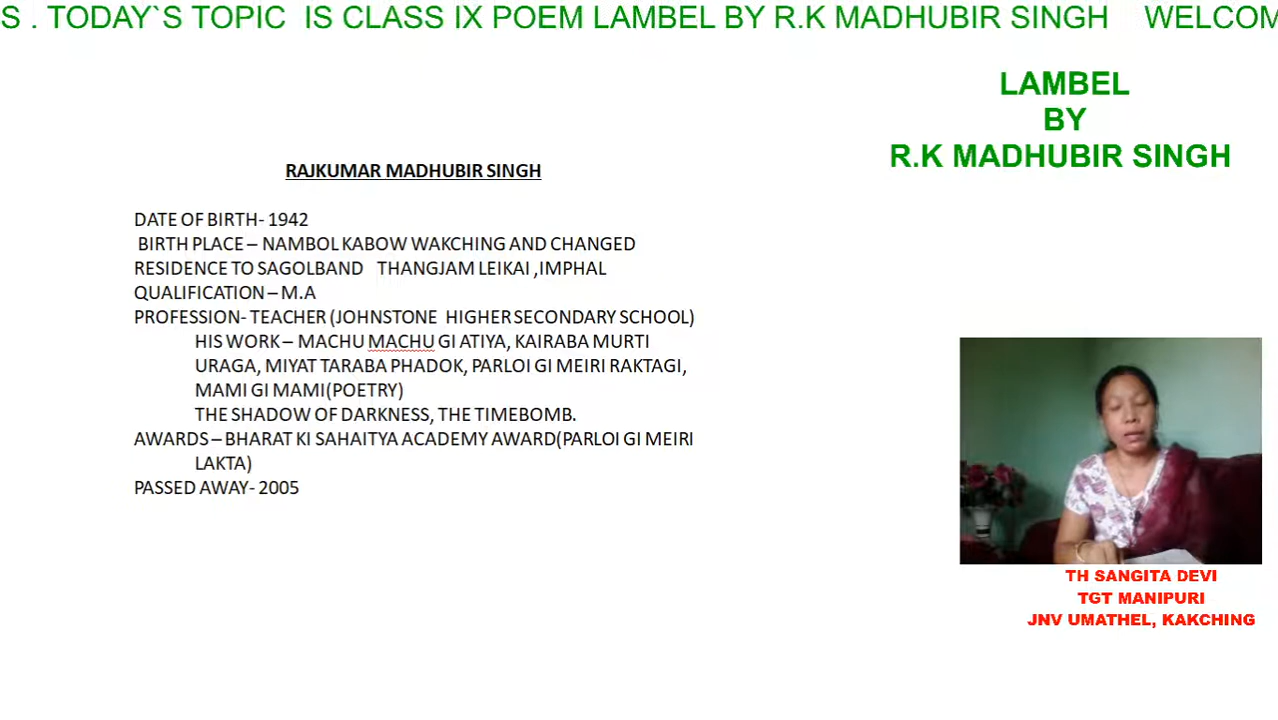 S . TODAY`S TOPIC IS CLASS IX POEM LAMBEL BY R.K MADHUBIR SINGH WELCOM
LAMBEL
BY
R.K MADHUBIR SINGH
RAJKUMAR MADHUBIR SINGH
DATE OF BIRTH- 1942
BIRTH PLACE – NAMBOL KABOW WAKCHING AND CHANGED
RESIDENCE TO SAGOLBAND THANGJAM LEIKAI ,IMPHAL
QUALIFICATION – M.A
PROFESSION- TEACHER (JOHNSTONE HIGHER SECONDARY SCHOOL)
HIS WORK – MACHU MACHU GI ATIYA, KAIRABA MURTI
URAGA, MIYAT TARABA PHADOK, PARLOI GI MEIRI RAKTAGI,
MAMI GI MAMI(POETRY)
THE SHADOW OF DARKNESS, THE TIMEBOMB.
AWARDS – BHARAT KI SAHAITYA ACADEMY AWARD(PARLOI GI MEIRI
LAKTA)
PASSED AWAY- 2005
TH SANGITA DEVI
TGT MANIPURI
JNV UMATHEL, KAKCHING